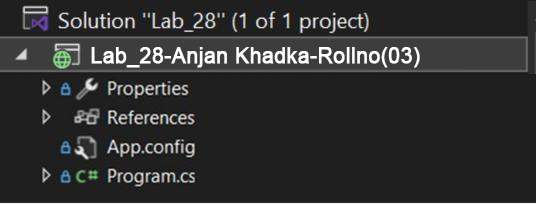 Solution "Lab_28" (1 of 1 project)
Lab_28-Anjan Khadka-Rollno(03)
Properties
References
App.config
C# Program.cs